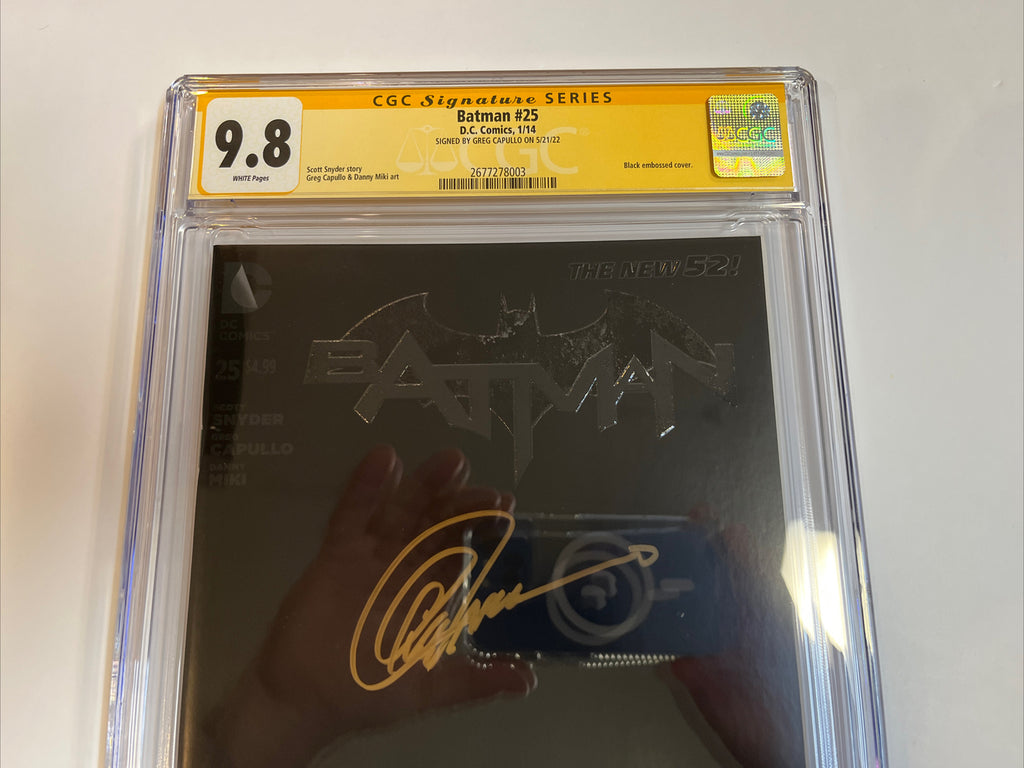 CGC Signature SERIES
9.8
WHITE Pages
Batman #25
D.C. Comics, 1/14
SIGNED BY GREG CAPULLO ON 5/21/22
CGC
CGC
Scott Snyder story
Greg Capullo & Danny Miki art
2677278003
Black embossed cover.
THE NEW 52!
DC
COMICS™
25 $4.99
BATMAN
SCOTT
SNYDER
GREG
CAPULLO
DANNY
MIKI